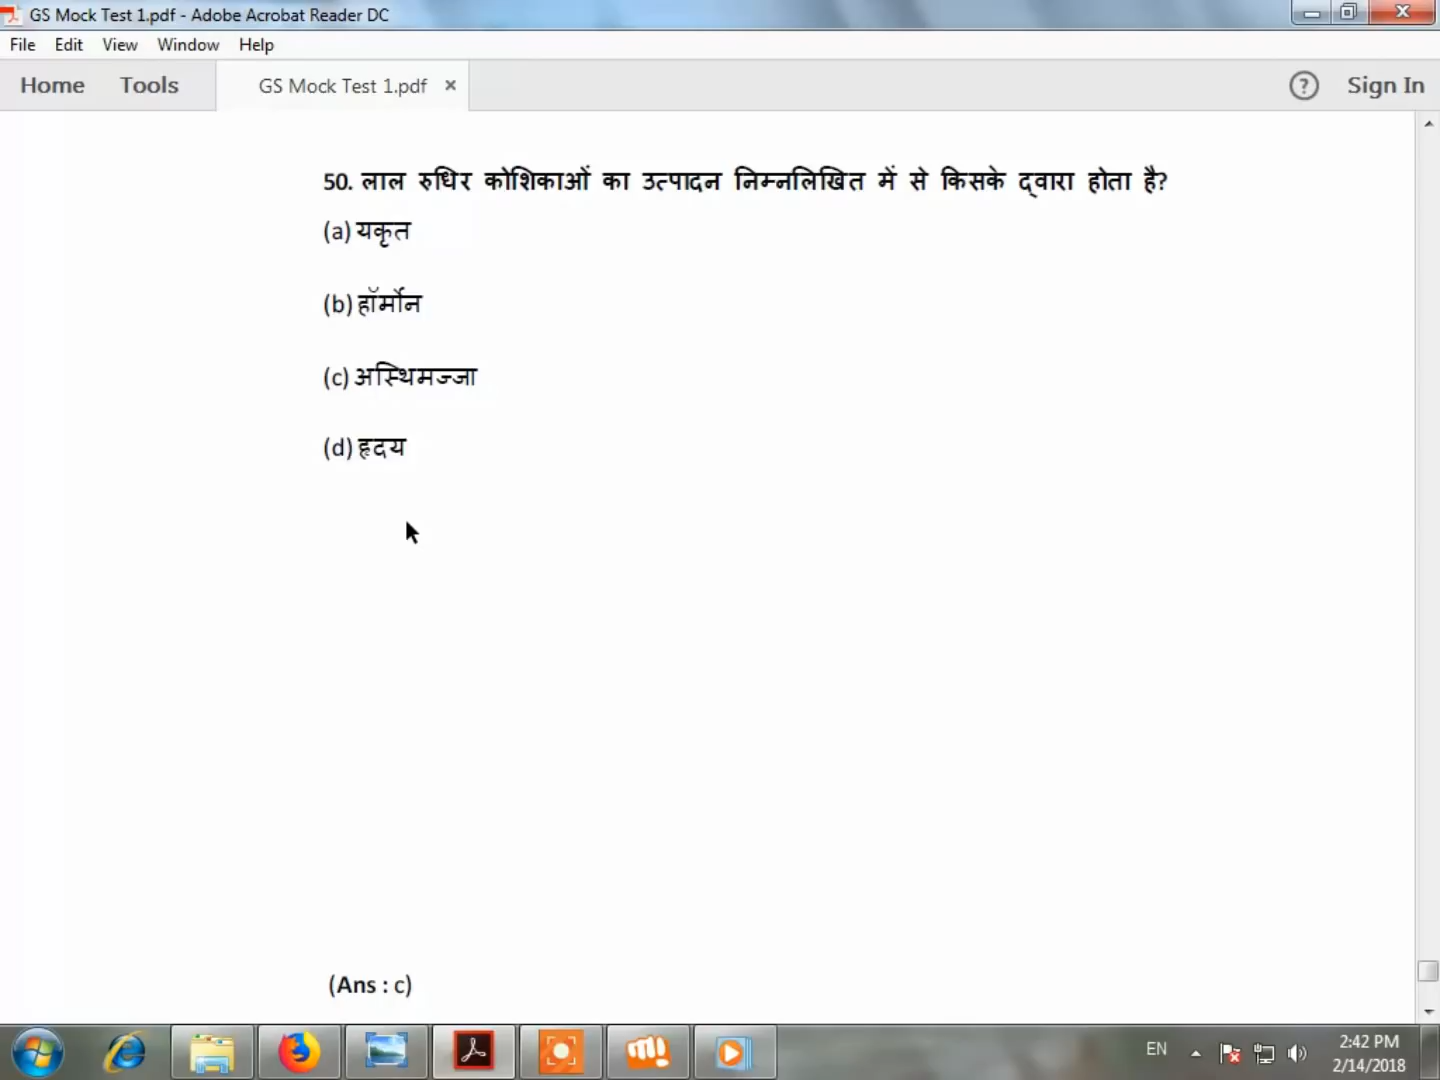 GS Mock Test 1.pdf - Adobe Acrobat Reader DC
File Edit View Window Help
Home Tools GS Mock Test 1.pdf × ? Sign In
50. लाल रुधिर कोशिकाओं का उत्पादन निम्नलिखित में से किसके द्वारा होता है?
(a) यकृत
(b) हॉर्मोन
(c) अस्थिमज्जा
(d) हृदय
(Ans : c)
EN 2:42 PM
2/14/2018